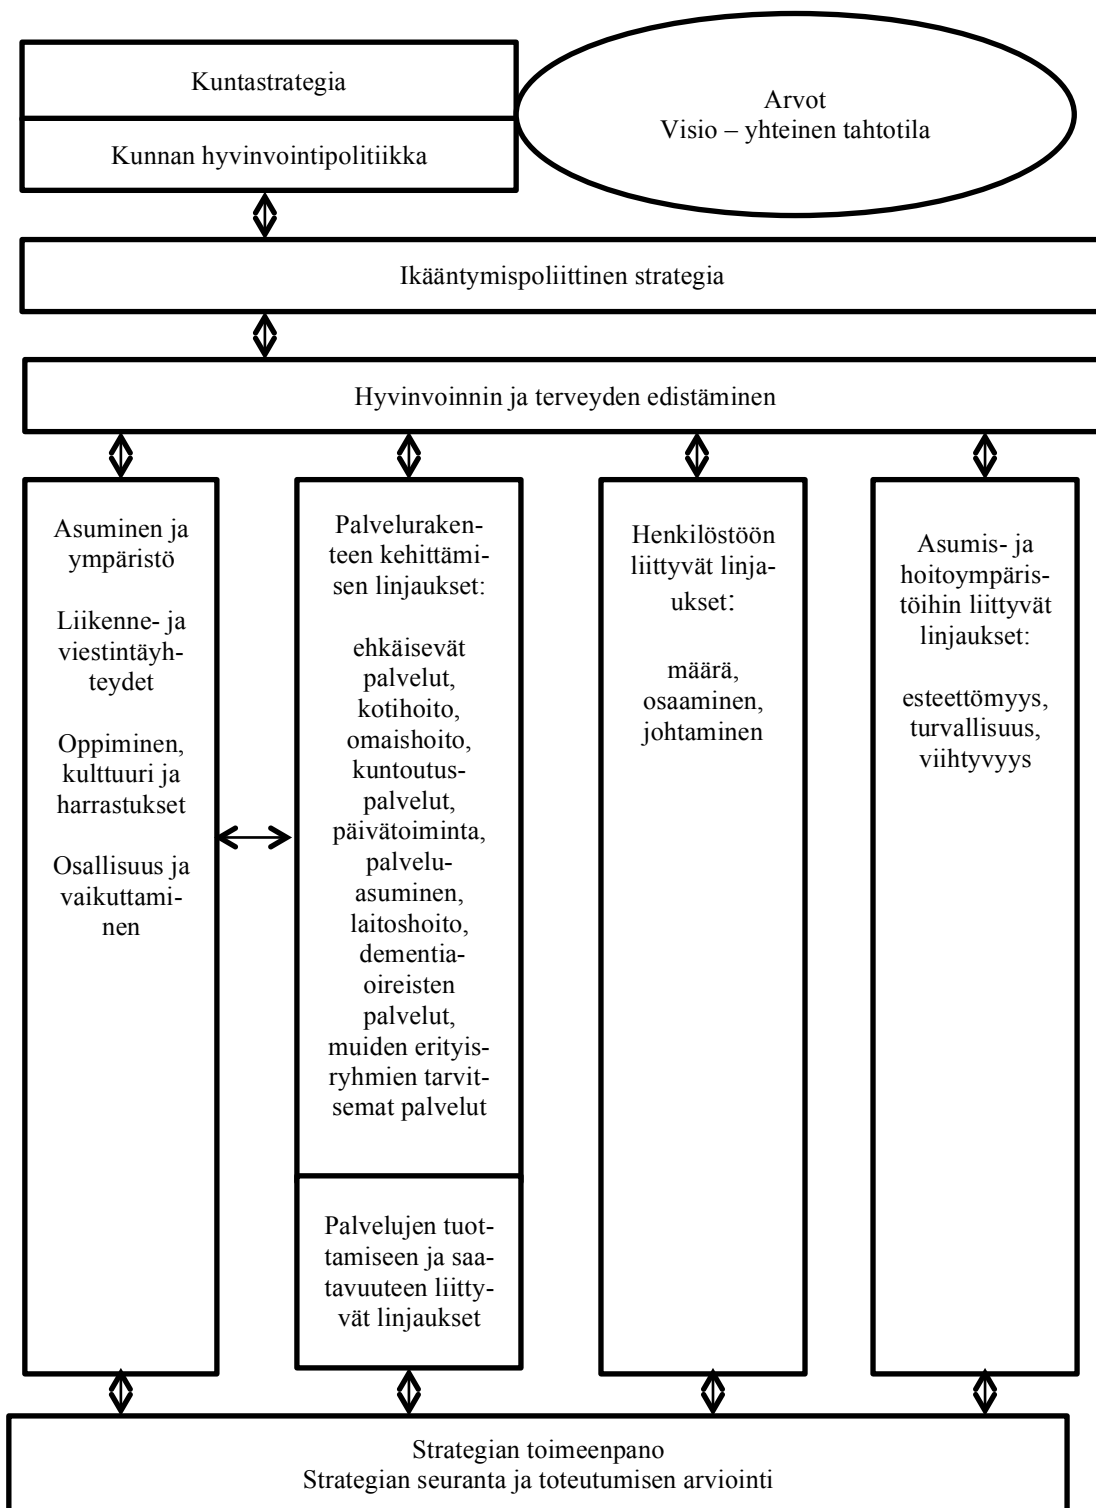 Kuntastrategia
Kunnan hyvinvointipolitiikka
Arvot
Visio – yhteinen tahtotila
Ikääntymispoliittinen strategia
Hyvinvoinnin ja terveyden edistäminen
Asuminen ja
ympäristö
Liikenne- ja
viestintäyh-
teydet
Oppiminen,
kulttuuri ja
harrastukset
Osallisuus ja
vaikuttami-
nen
Palveluraken-
teen kehittämi-
sen linjaukset:
ehkäisevät
palvelut,
kotihoito,
omaishoito,
kuntoutus-
palvelut,
päivätoiminta,
palvelu-
asuminen,
laitoshoito,
dementia-
oireisten
palvelut,
muiden erityis-
ryhmien tarvit-
semat palvelut
Palvelujen tuot-
tamiseen ja saa-
tavuuteen liitty-
vät linjaukset
Henkilöstöön
liittyvät linja-
ukset:
määrä,
osaaminen,
johtaminen
Asumis- ja
hoitoympäris-
töihin liittyvät
linjaukset:
esteettömyys,
turvallisuus,
viihtyvyys
Strategian toimeenpano
Strategian seuranta ja toteutumisen arviointi